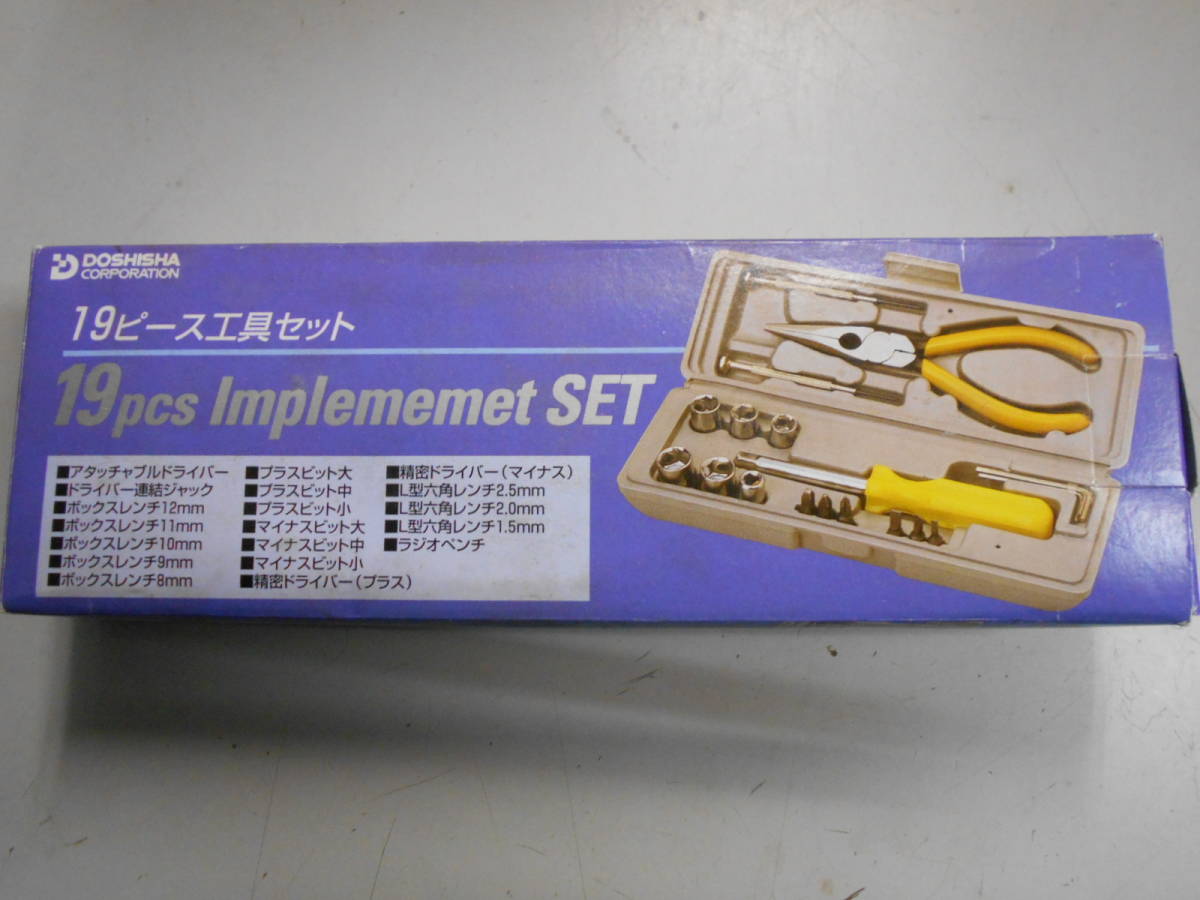 DOSHISHA
CORPORATION
19ピース工具セット
19pcs Implememet SET
■アタッチャブルドライバー
■ドライバー連結ジャック
■ボックスレンチ12mm
■ボックスレンチ11mm
■ボックスレンチ10mm
■ボックスレンチ9mm
■ボックスレンチ8mm
■プラスビット大
■プラスビット中
■プラスビット小
■マイナスビット大
■マイナスビット中
■マイナスビット小
■精密ドライバー(プラス)
■精密ドライバー(マイナス)
■L型六角レンチ2.5mm
■L型六角レンチ2.0mm
■L型六角レンチ1.5mm
■ラジオペンチ